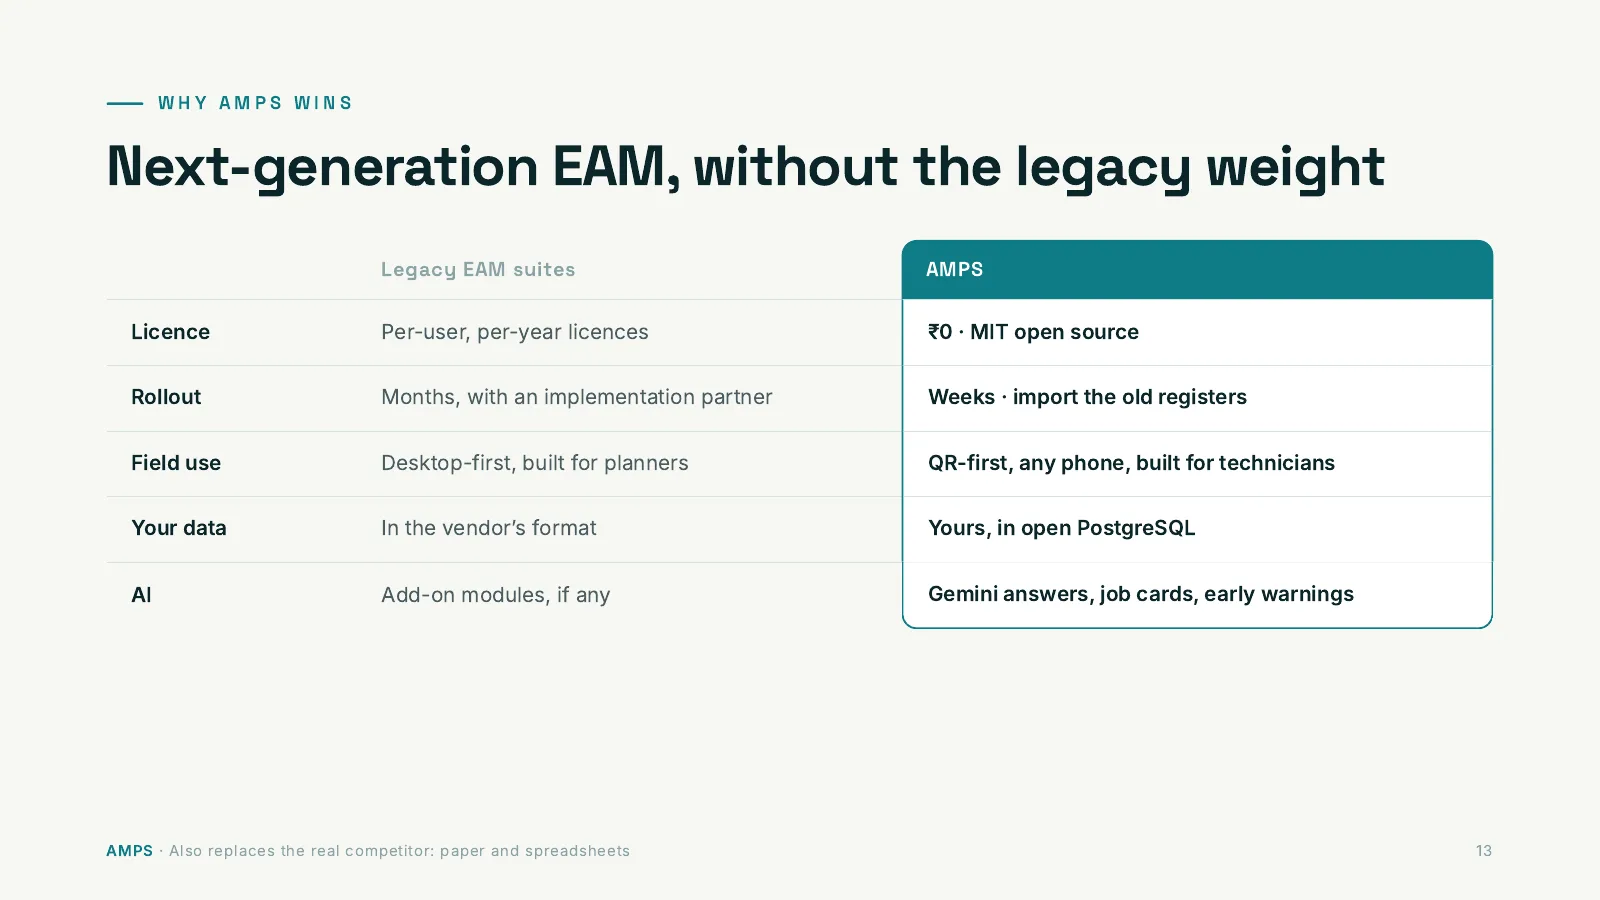 WHY AMPS WINS
Next-generation EAM, without the legacy weight
Legacy EAM suites AMPS
Licence Per-user, per-year licences ₹0 · MIT open source
Rollout Months, with an implementation partner Weeks · import the old registers
Field use Desktop-first, built for planners QR-first, any phone, built for technicians
Your data In the vendor’s format Yours, in open PostgreSQL
AI Add-on modules, if any Gemini answers, job cards, early warnings
AMPS · Also replaces the real competitor: paper and spreadsheets 13